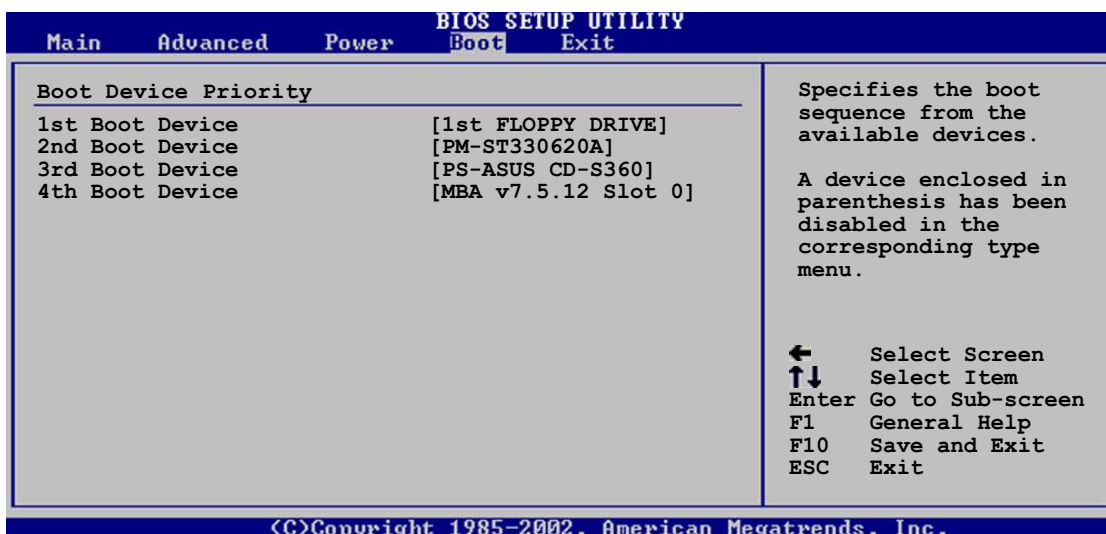 BIOS SETUP UTILITY
Main Advanced Power Boot Exit
Boot Device Priority
1st Boot Device [1st FLOPPY DRIVE]
2nd Boot Device [PM-ST330620A]
3rd Boot Device [PS-ASUS CD-S360]
4th Boot Device [MBA v7.5.12 Slot 0]
Specifies the boot
sequence from the
available devices.
A device enclosed in
parenthesis has been
disabled in the
corresponding type
menu.
← Select Screen
↑↓ Select Item
Enter Go to Sub-screen
F1 General Help
F10 Save and Exit
ESC Exit
(C)Copyright 1985-2002, American Megatrends, Inc.